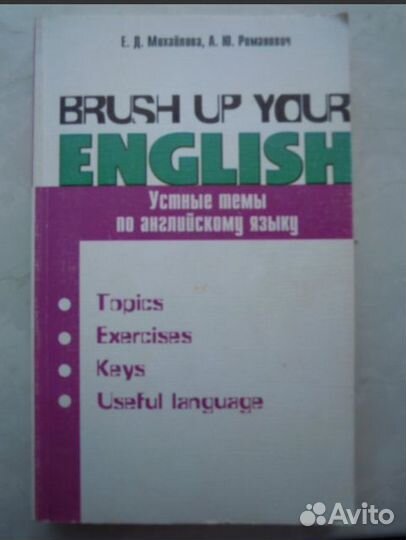 Е. Д. Михайлова, А. Ю. Романович
BRUSH UP YOUR
ENGLISH
Устные темы
по английскому языку
Topics
Exercises
Keys
Useful language
Avito